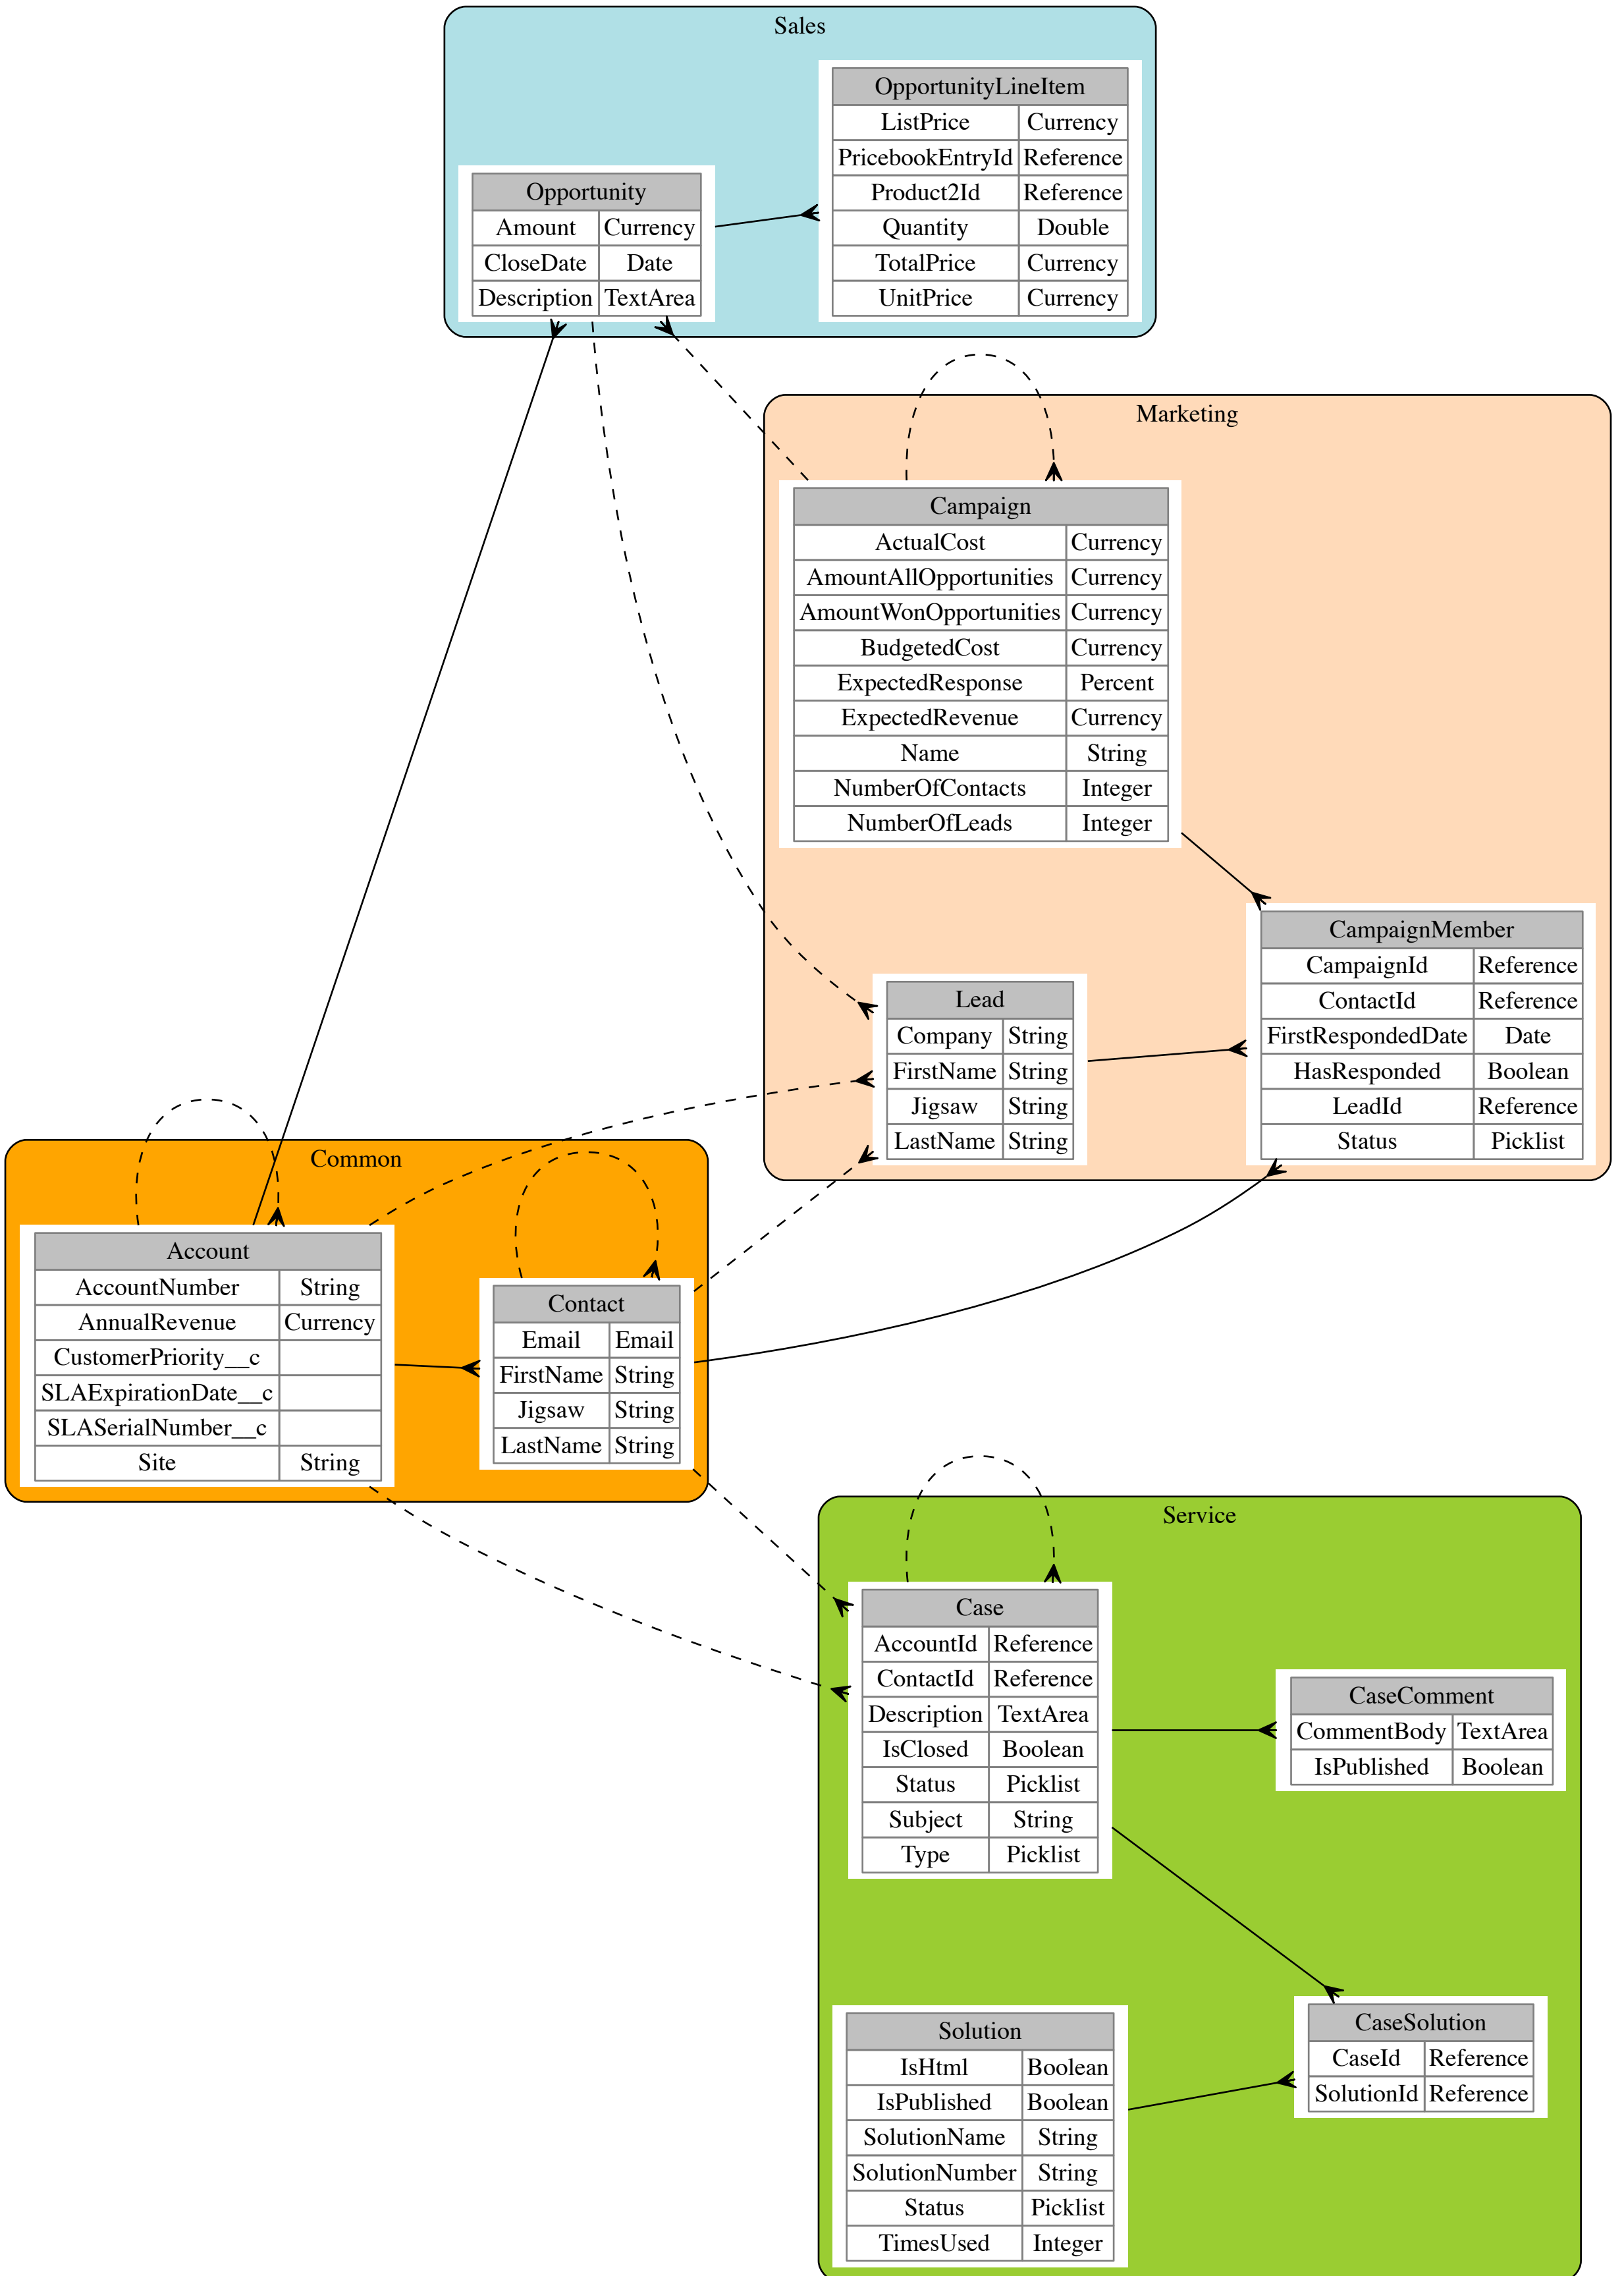 Sales
OpportunityLineItem
ListPrice Currency
PricebookEntryId Reference
Product2Id Reference
Quantity Double
TotalPrice Currency
UnitPrice Currency
Opportunity
Amount Currency
CloseDate Date
Description TextArea
Marketing
Campaign
ActualCost Currency
AmountAllOpportunities Currency
AmountWonOpportunities Currency
BudgetedCost Currency
ExpectedResponse Percent
ExpectedRevenue Currency
Name String
NumberOfContacts Integer
NumberOfLeads Integer
CampaignMember
CampaignId Reference
ContactId Reference
FirstRespondedDate Date
HasResponded Boolean
LeadId Reference
Status Picklist
Lead
Company String
FirstName String
Jigsaw String
LastName String
Common
Account
AccountNumber String
AnnualRevenue Currency
CustomerPriority__c
SLAExpirationDate__c
SLASerialNumber__c
Site String
Contact
Email Email
FirstName String
Jigsaw String
LastName String
Service
Case
AccountId Reference
ContactId Reference
Description TextArea
IsClosed Boolean
Status Picklist
Subject String
Type Picklist
CaseComment
CommentBody TextArea
IsPublished Boolean
CaseSolution
CaseId Reference
SolutionId Reference
Solution
IsHtml Boolean
IsPublished Boolean
SolutionName String
SolutionNumber String
Status Picklist
TimesUsed Integer